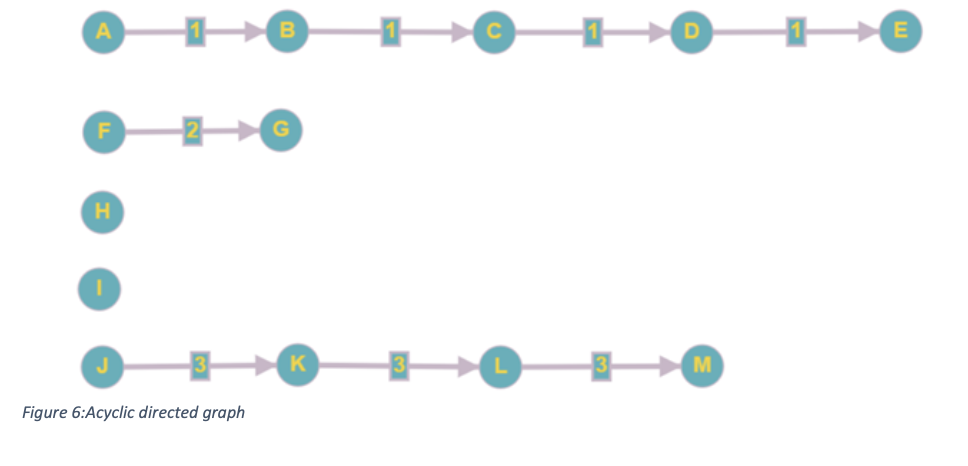 A 1 B 1 C 1 D 1 E
F 2 G
H
I
J 3 K 3 L 3 M
Figure 6:Acyclic directed graph